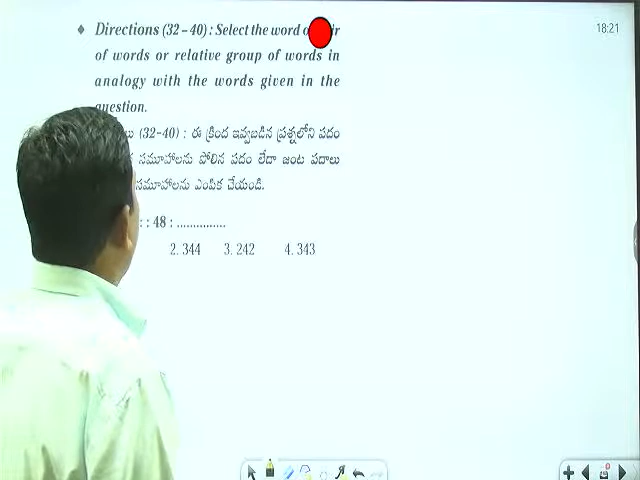 Directions (32 – 40) : Select the word
of words or relative group of words in
analogy with the words given in the
question.
(32-40) : ఈ క్రింద ఇవ్వబడిన ప్రశ్నలోని పదం
సమూహాలను పోలిన పదం లేదా జంట పదాలు
సమూహాలను ఎంపిక చేయండి.
: : 48 : ..............
2. 344 3. 242 4. 343
18:21